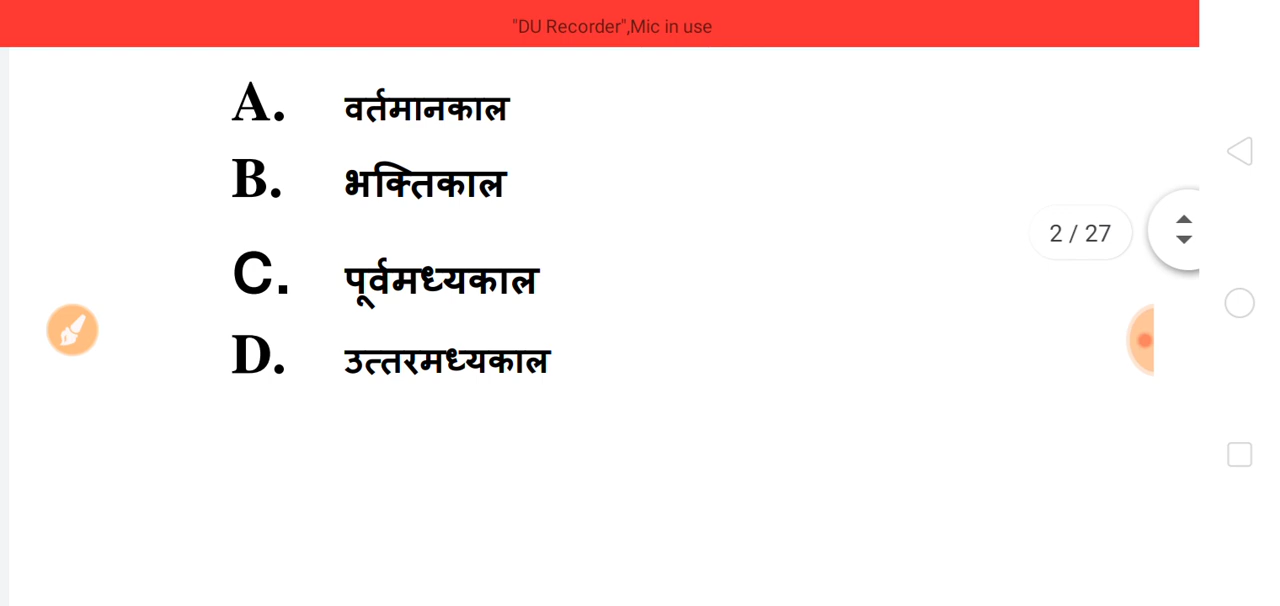 "DU Recorder",Mic in use
A. वर्तमानकाल
B. भक्तिकाल
2 / 27
C. पूर्वमध्यकाल
D. उत्तरमध्यकाल